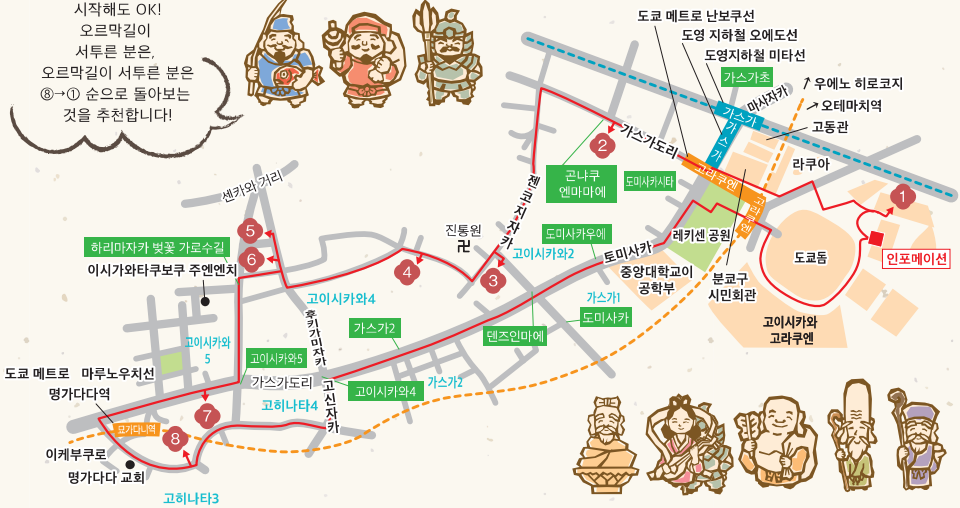 시작해도 OK!
오르막길이
서투른 분은,
오르막길이 서투른 분은
⑧→① 순으로 돌아보는
것을 추천합니다!
도쿄 메트로 난보쿠선
도영 지하철 오에도선
도영지하철 미타선
가스가초
마사자카
우에노 히로코지
오테마치역
고동관
라쿠아
가스가
가스가
가스가도리
고라쿠엔
고라쿠엔
1
인포메이션
도쿄돔
레키센 공원
분쿄구
시민회관
고이시카와
고라쿠엔
2
곤냐쿠
엔마마에
도미사카시타
젠코지자카
도미사카우에
고이시카와2
토미사카
중앙대학교이
공학부
가스가1
도미사카
덴즈인마에
3
진통원
卍
4
센카와 거리
5
6
하리마자카 벚꽃 가로수길
이시가와타쿠보쿠 주엔엔치
고이시카와4
후키가미자카
가스가2
고이시카와
5
고이시카와5
가스가도리
고이시카와4
가스가2
고신자카
고히나타4
도쿄 메트로 마루노우치선
명가다다역
묘가다니역
7
8
이케부쿠로
명가다다 교회
고히나타3